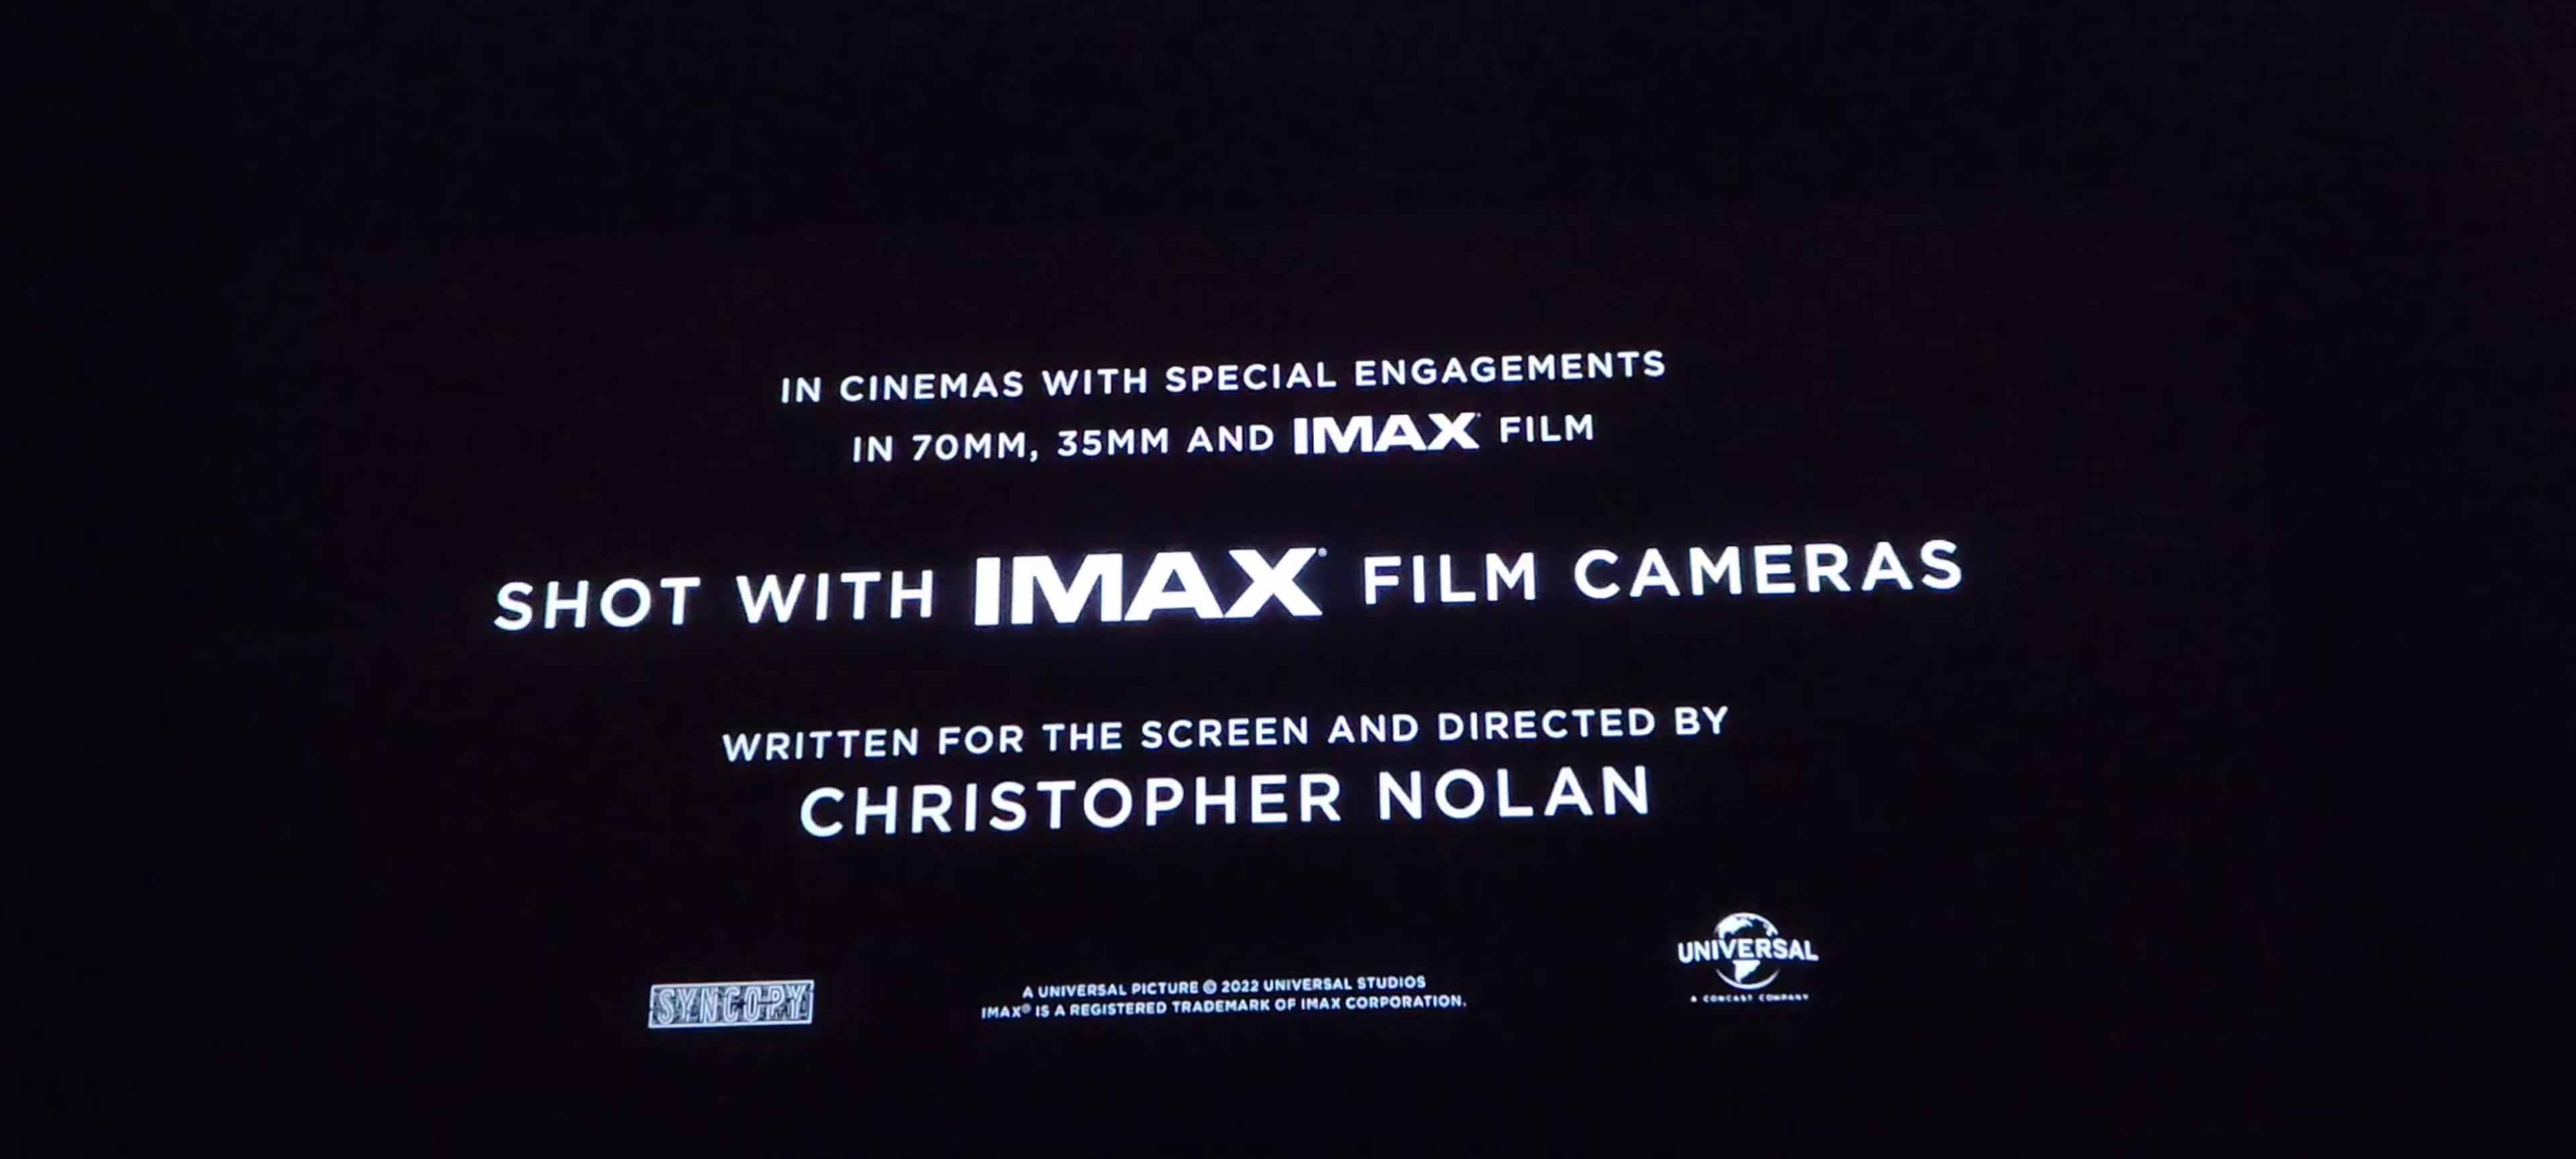 IN CINEMAS WITH SPECIAL ENGAGEMENTS
IN 70MM, 35MM AND IMAX FILM
SHOT WITH IMAX FILM CAMERAS
WRITTEN FOR THE SCREEN AND DIRECTED BY
CHRISTOPHER NOLAN
SYNCOPY
A UNIVERSAL PICTURE © 2022 UNIVERSAL STUDIOS
IMAX® IS A REGISTERED TRADEMARK OF IMAX CORPORATION.
UNIVERSAL
A COMCAST COMPANY